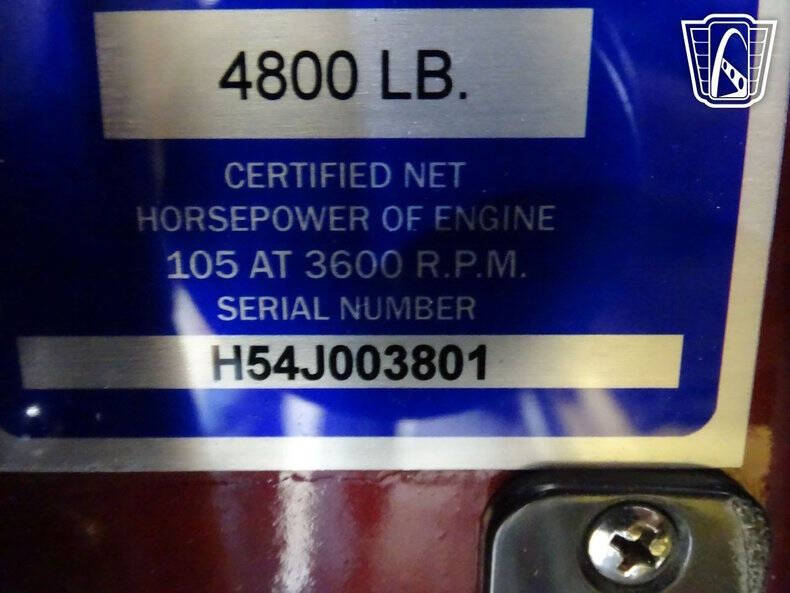 4800 LB.
CERTIFIED NET
HORSEPOWER OF ENGINE
105 AT 3600 R.P.M.
SERIAL NUMBER
H54J003801